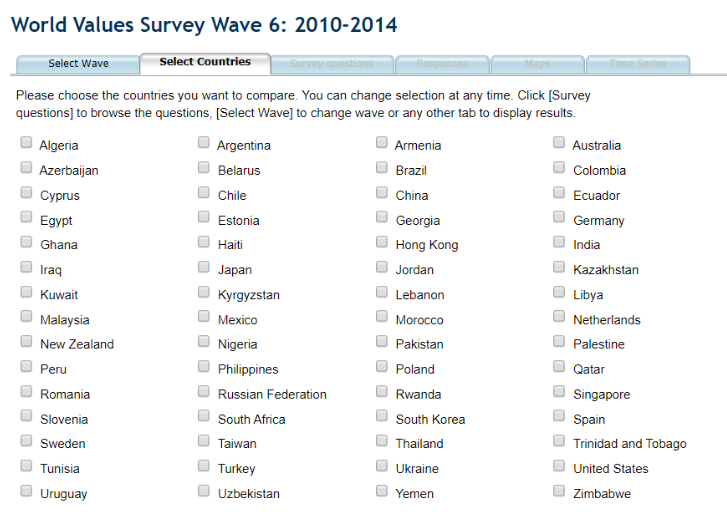 World Values Survey Wave 6: 2010-2014
Select Wave Select Countries Survey questions Responses Maps Time Series
Please choose the countries you want to compare. You can change selection at any time. Click [Survey
questions] to browse the questions, [Select Wave] to change wave or any other tab to display results.
Algeria Argentina Armenia Australia
Azerbaijan Belarus Brazil Colombia
Cyprus Chile China Ecuador
Egypt Estonia Georgia Germany
Ghana Haiti Hong Kong India
Iraq Japan Jordan Kazakhstan
Kuwait Kyrgyzstan Lebanon Libya
Malaysia Mexico Morocco Netherlands
New Zealand Nigeria Pakistan Palestine
Peru Philippines Poland Qatar
Romania Russian Federation Rwanda Singapore
Slovenia South Africa South Korea Spain
Sweden Taiwan Thailand Trinidad and Tobago
Tunisia Turkey Ukraine United States
Uruguay Uzbekistan Yemen Zimbabwe